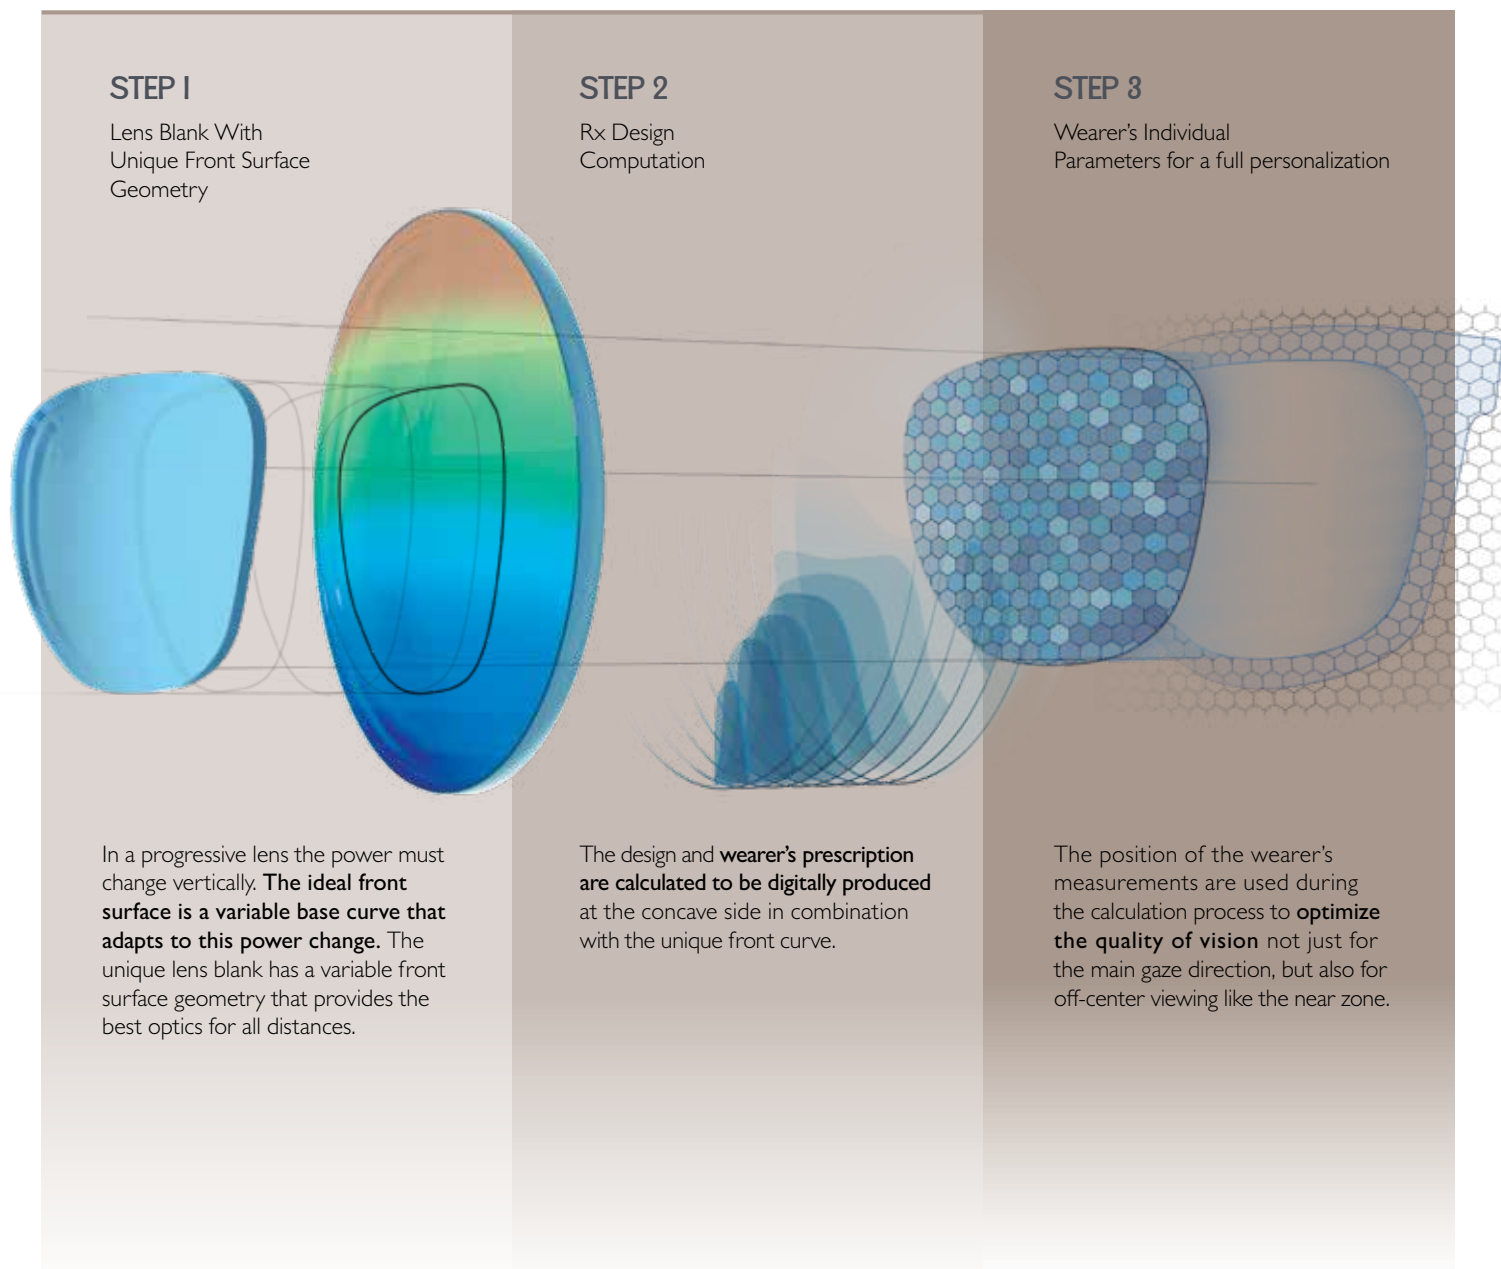 STEP 1
Lens Blank With
Unique Front Surface
Geometry
In a progressive lens the power must
change vertically. The ideal front
surface is a variable base curve that
adapts to this power change. The
unique lens blank has a variable front
surface geometry that provides the
best optics for all distances.
STEP 2
Rx Design
Computation
The design and wearer’s prescription
are calculated to be digitally produced
at the concave side in combination
with the unique front curve.
STEP 3
Wearer’s Individual
Parameters for a full personalization
The position of the wearer’s
measurements are used during
the calculation process to optimize
the quality of vision not just for
the main gaze direction, but also for
off-center viewing like the near zone.